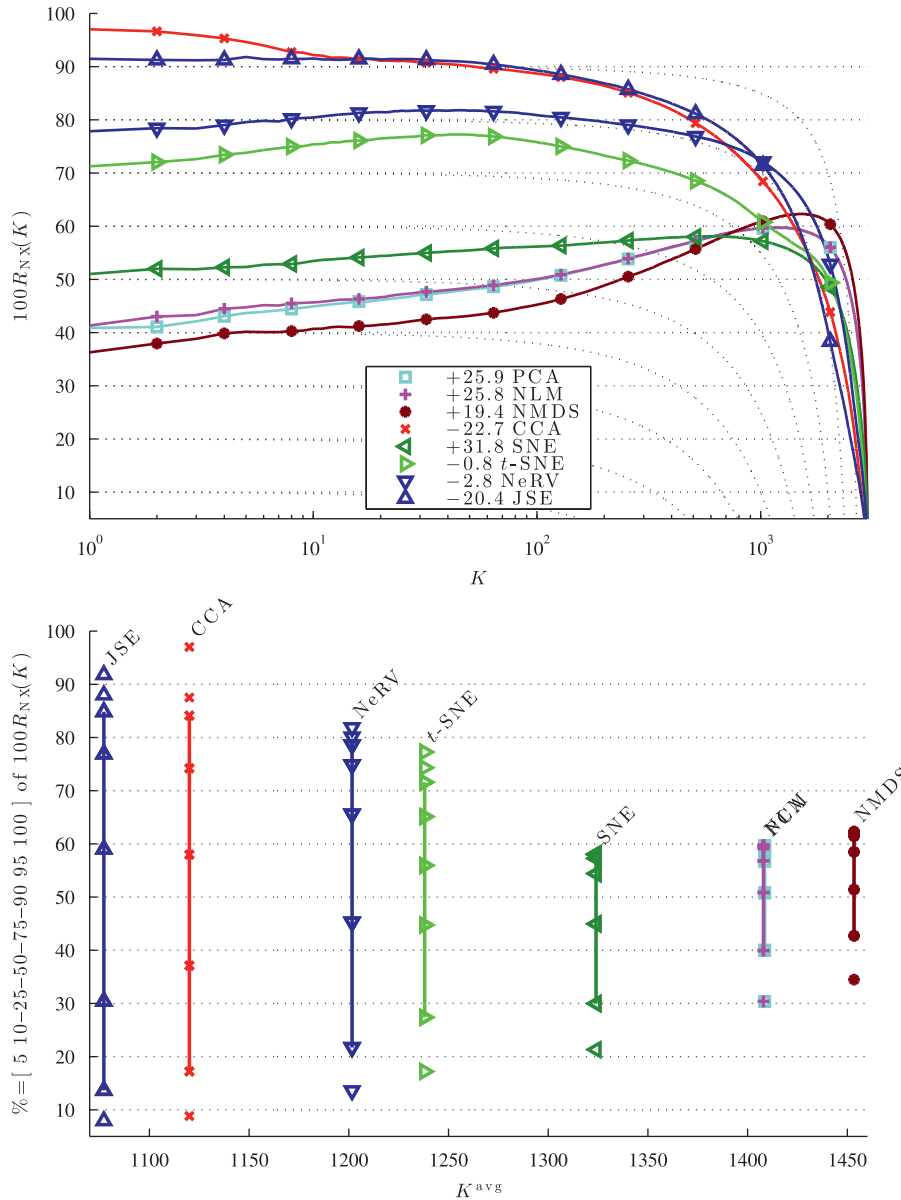 100
90
80
70
60
50
40
30
20
10
100R_NX(K)
+25.9 PCA
+25.8 NLM
+19.4 NMDS
−22.7 CCA
+31.8 SNE
−0.8 t-SNE
−2.8 NeRV
−20.4 JSE
10^0 10^1 10^2 10^3
K
100
90
80
70
60
50
40
30
20
10
%=[ 5 10–25–50–75–90 95 100 ] of 100R_NX(K)
JSE
CCA
NeRV
t-SNE
SNE
NMDS
1100 1150 1200 1250 1300 1350 1400 1450
K^avg